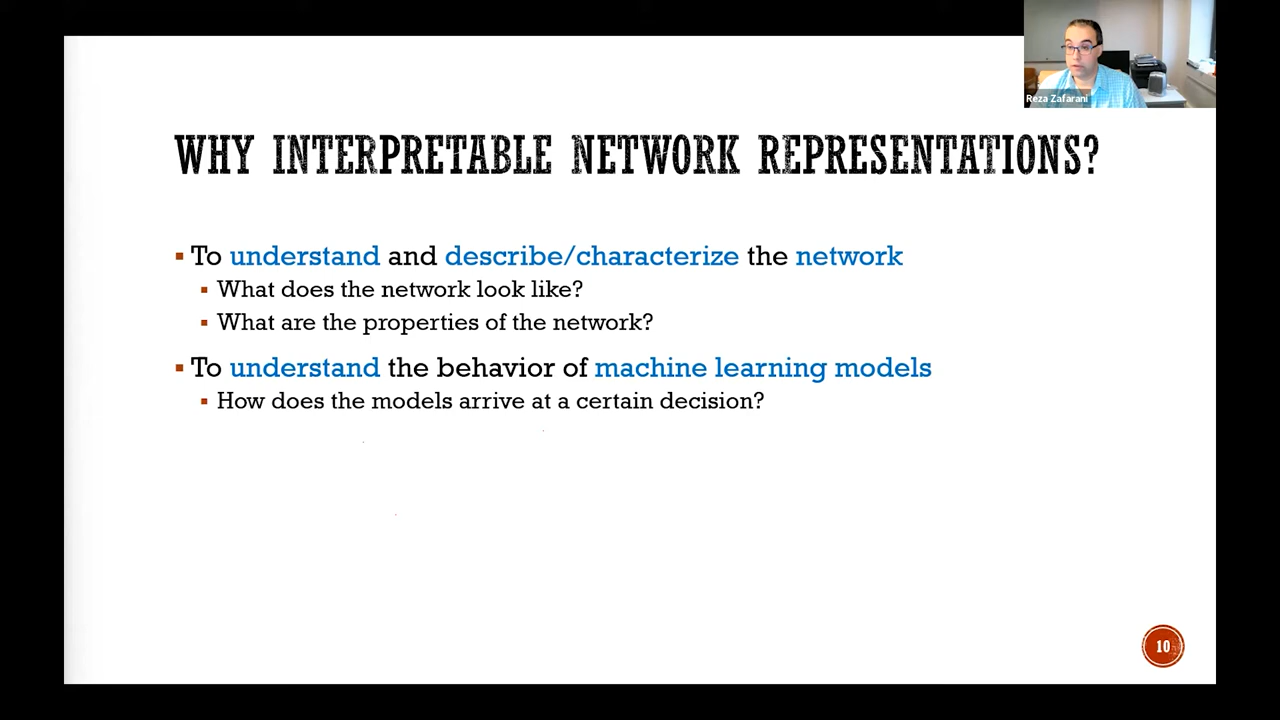 Reza Zafarani
WHY INTERPRETABLE NETWORK REPRESENTATIONS?
▪ To understand and describe/characterize the network
▪ What does the network look like?
▪ What are the properties of the network?
▪ To understand the behavior of machine learning models
▪ How does the models arrive at a certain decision?
10